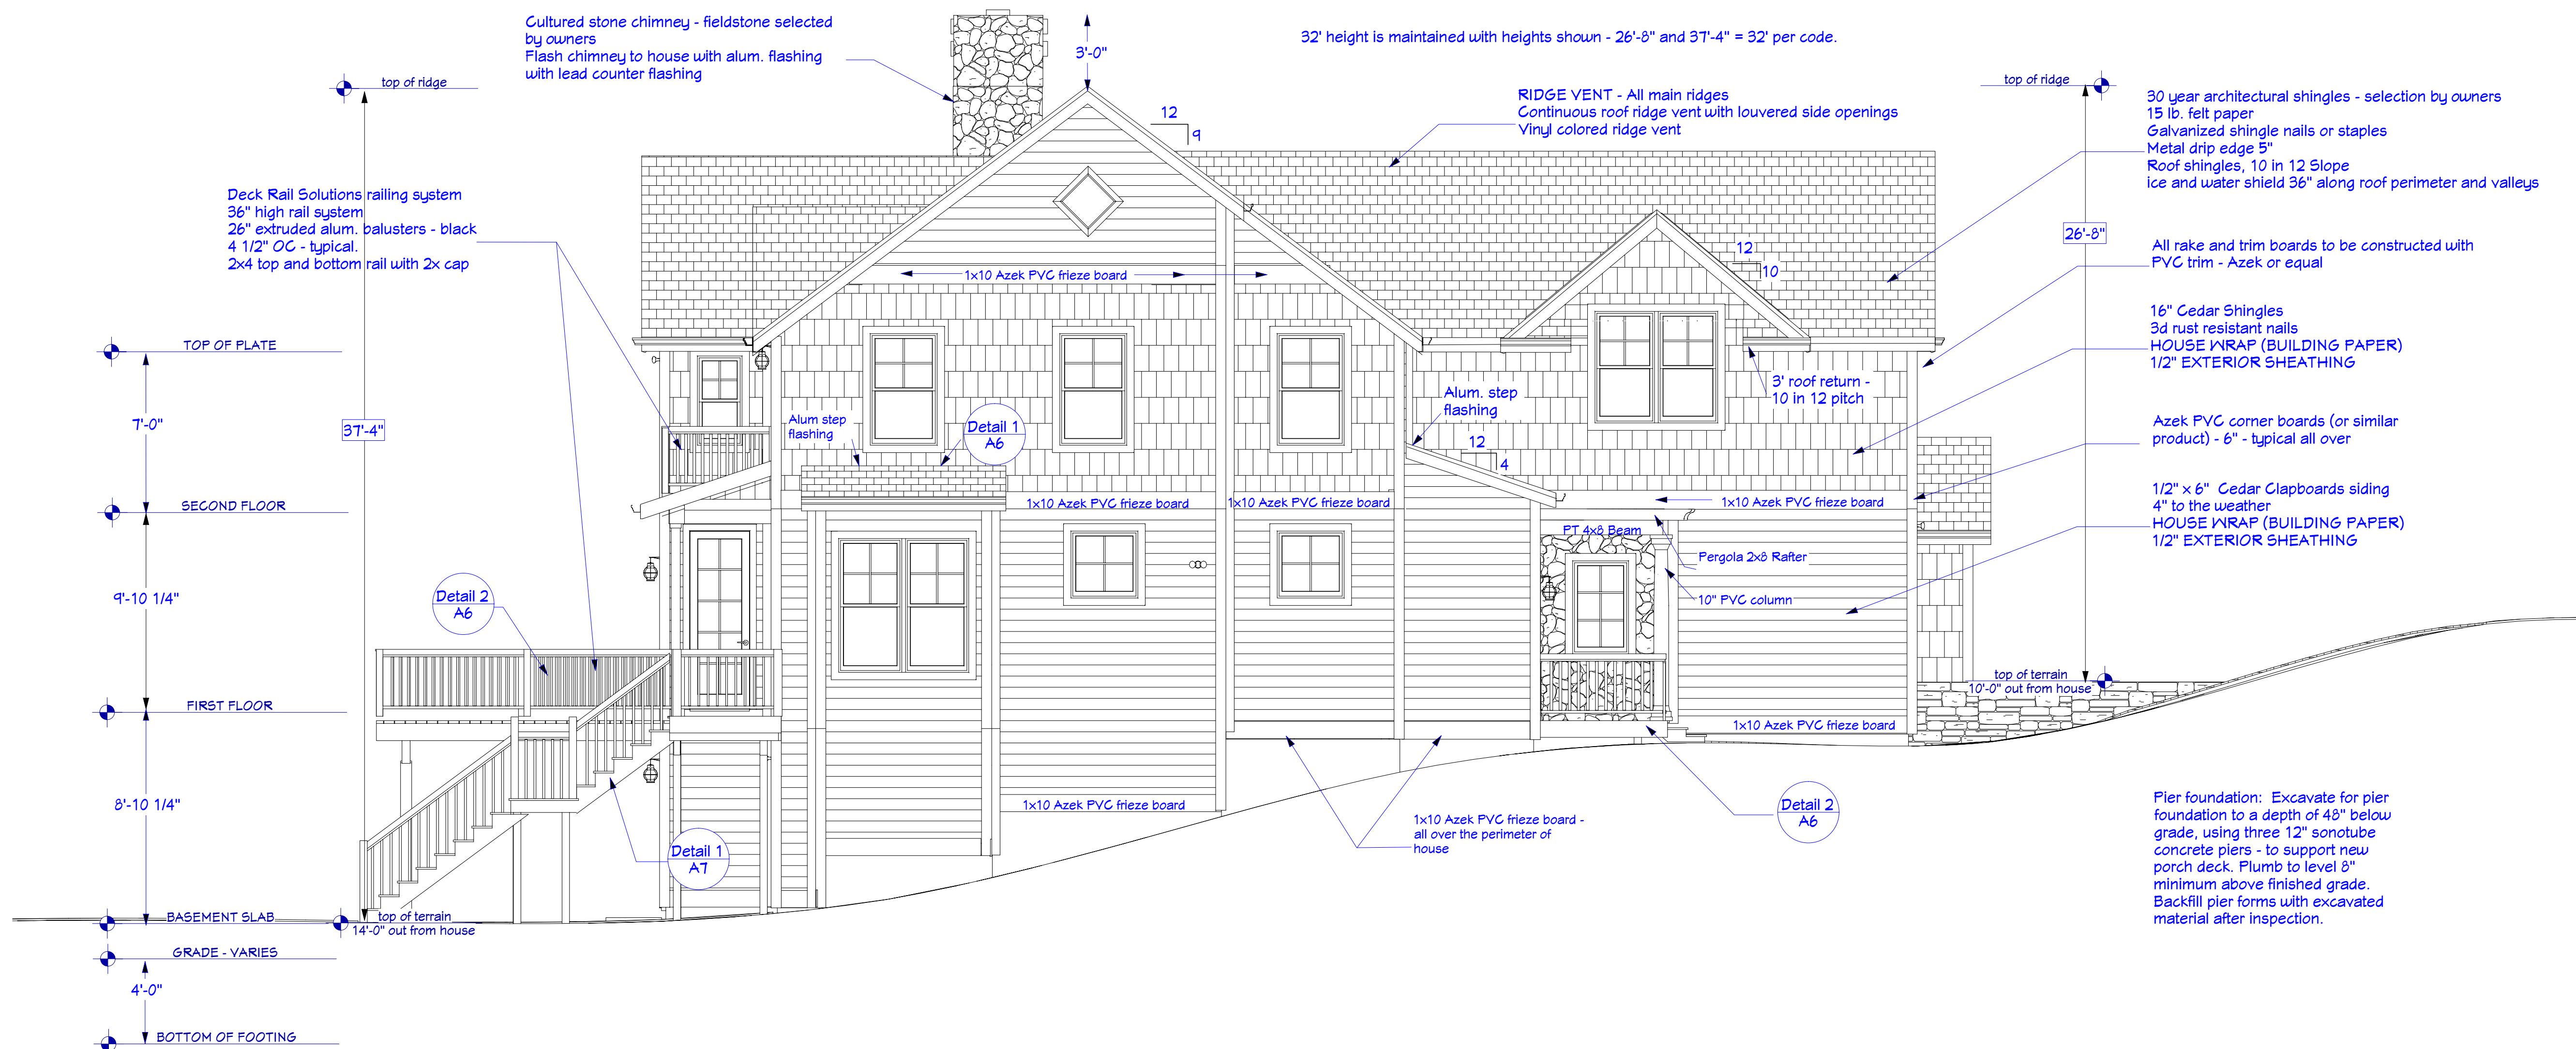 Cultured stone chimney - fieldstone selected
by owners
Flash chimney to house with alum. flashing
with lead counter flashing
3'-0"
32' height is maintained with heights shown - 26'-8" and 37'-4" = 32' per code.
top of ridge
top of ridge
12
9
RIDGE VENT - All main ridges
Continuous roof ridge vent with louvered side openings
Vinyl colored ridge vent
30 year architectural shingles - selection by owners
15 lb. felt paper
Galvanized shingle nails or staples
Metal drip edge 5"
Roof shingles, 10 in 12 Slope
ice and water shield 36" along roof perimeter and valleys
Deck Rail Solutions railing system
36" high rail system
26" extruded alum. balusters - black
4 1/2" OC - typical.
2x4 top and bottom rail with 2x cap
26'-8"
12
10
All rake and trim boards to be constructed with
PVC trim - Azek or equal
1x10 Azek PVC frieze board
16" Cedar Shingles
3d rust resistant nails
HOUSE WRAP (BUILDING PAPER)
1/2" EXTERIOR SHEATHING
TOP OF PLATE
3' roof return -
10 in 12 pitch
Alum. step
flashing
7'-0"
37'-4"
Alum step
flashing
Detail 1
A6
12
4
Azek PVC corner boards (or similar
product) - 6" - typical all over
SECOND FLOOR
1x10 Azek PVC frieze board
1x10 Azek PVC frieze board
1x10 Azek PVC frieze board
1/2" x 6"  Cedar Clapboards siding
4" to the weather
HOUSE WRAP (BUILDING PAPER)
1/2" EXTERIOR SHEATHING
PT 4x8 Beam
Pergola 2x8 Rafter
10" PVC column
9'-10 1/4"
Detail 2
A6
top of terrain
10'-0" out from house
FIRST FLOOR
1x10 Azek PVC frieze board
8'-10 1/4"
1x10 Azek PVC frieze board
1x10 Azek PVC frieze board -
all over the perimeter of
house
Detail 2
A6
Detail 1
A7
Pier foundation:  Excavate for pier
foundation to a depth of 48" below
grade, using three 12" sonotube
concrete piers - to support new
porch deck. Plumb to level 8"
minimum above finished grade.
Backfill pier forms with excavated
material after inspection.
BASEMENT SLAB
top of terrain
14'-0" out from house
GRADE - VARIES
4'-0"
BOTTOM OF FOOTING